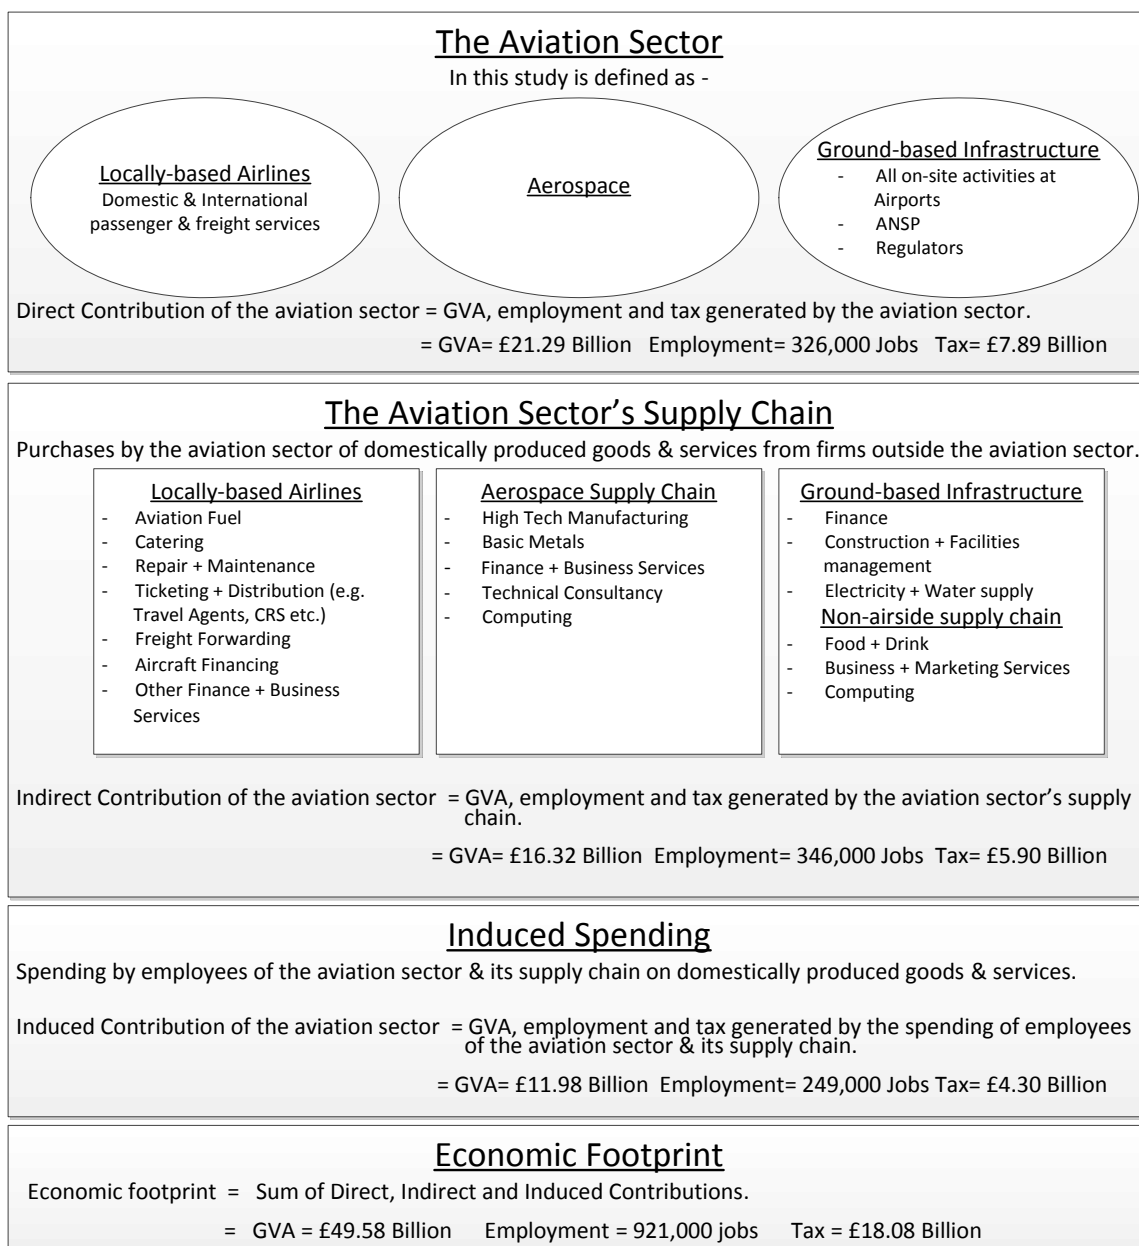 The Aviation Sector
In this study is defined as -
Locally-based Airlines
Domestic & International
passenger & freight services
Aerospace
Ground-based Infrastructure
- All on-site activities at
Airports
- ANSP
- Regulators
Direct Contribution of the aviation sector = GVA, employment and tax generated by the aviation sector.
= GVA= £21.29 Billion Employment= 326,000 Jobs Tax= £7.89 Billion
The Aviation Sector’s Supply Chain
Purchases by the aviation sector of domestically produced goods & services from firms outside the aviation sector.
Locally-based Airlines
- Aviation Fuel
- Catering
- Repair + Maintenance
- Ticketing + Distribution (e.g.
Travel Agents, CRS etc.)
- Freight Forwarding
- Aircraft Financing
- Other Finance + Business
Services
Aerospace Supply Chain
- High Tech Manufacturing
- Basic Metals
- Finance + Business Services
- Technical Consultancy
- Computing
Ground-based Infrastructure
- Finance
- Construction + Facilities
management
- Electricity + Water supply
Non-airside supply chain
- Food + Drink
- Business + Marketing Services
- Computing
Indirect Contribution of the aviation sector = GVA, employment and tax generated by the aviation sector’s supply
chain.
= GVA= £16.32 Billion Employment= 346,000 Jobs Tax= £5.90 Billion
Induced Spending
Spending by employees of the aviation sector & its supply chain on domestically produced goods & services.
Induced Contribution of the aviation sector = GVA, employment and tax generated by the spending of employees
of the aviation sector & its supply chain.
= GVA= £11.98 Billion Employment= 249,000 Jobs Tax= £4.30 Billion
Economic Footprint
Economic footprint = Sum of Direct, Indirect and Induced Contributions.
= GVA = £49.58 Billion Employment = 921,000 jobs Tax = £18.08 Billion